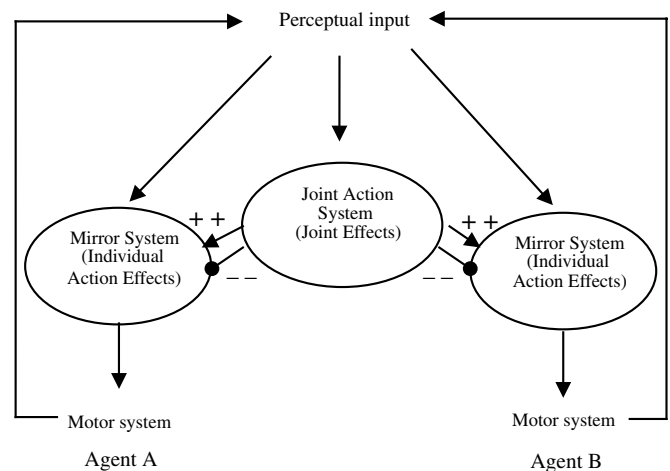 Perceptual input
Joint Action
System
(Joint Effects)
+ +
+ +
Mirror System
(Individual
Action Effects)
Mirror System
(Individual
Action Effects)
– –
– –
Motor system
Motor system
Agent A
Agent B